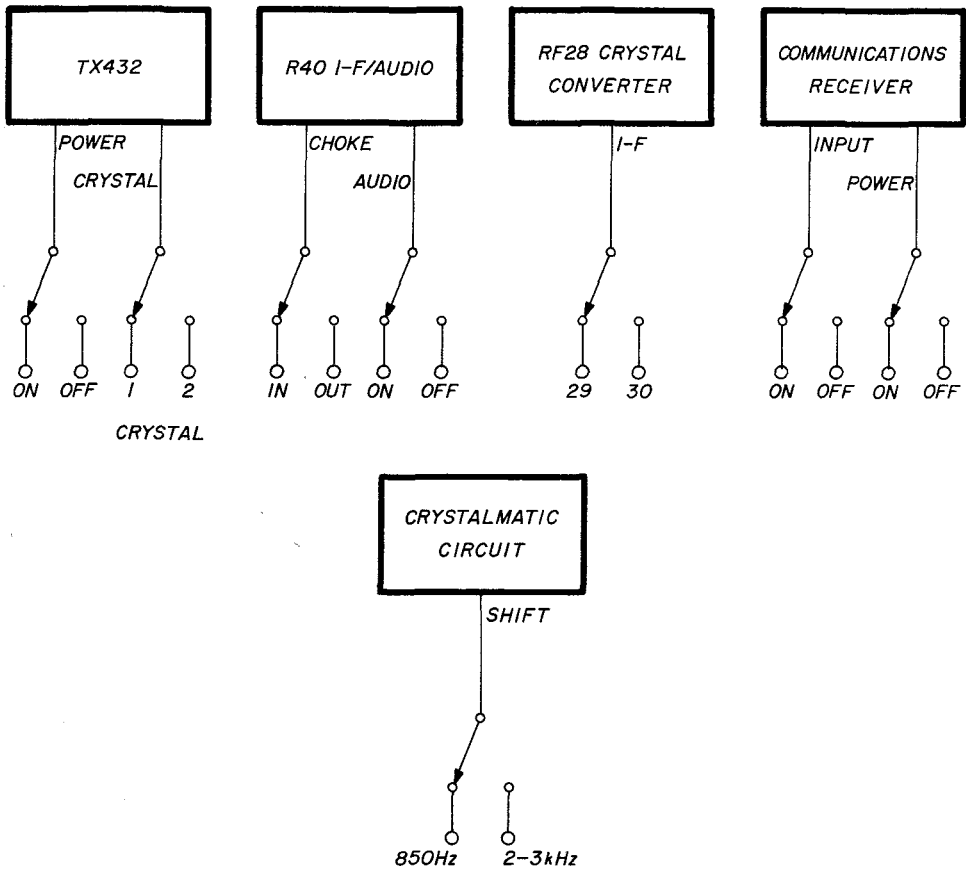 TX432
R40 I-F/AUDIO
RF28 CRYSTAL
CONVERTER
COMMUNICATIONS
RECEIVER
POWER
CRYSTAL
CHOKE
AUDIO
I-F
INPUT
POWER
ON OFF 1 2
CRYSTAL
IN OUT ON OFF
29 30
ON OFF ON OFF
CRYSTALMATIC
CIRCUIT
SHIFT
850Hz 2-3kHz